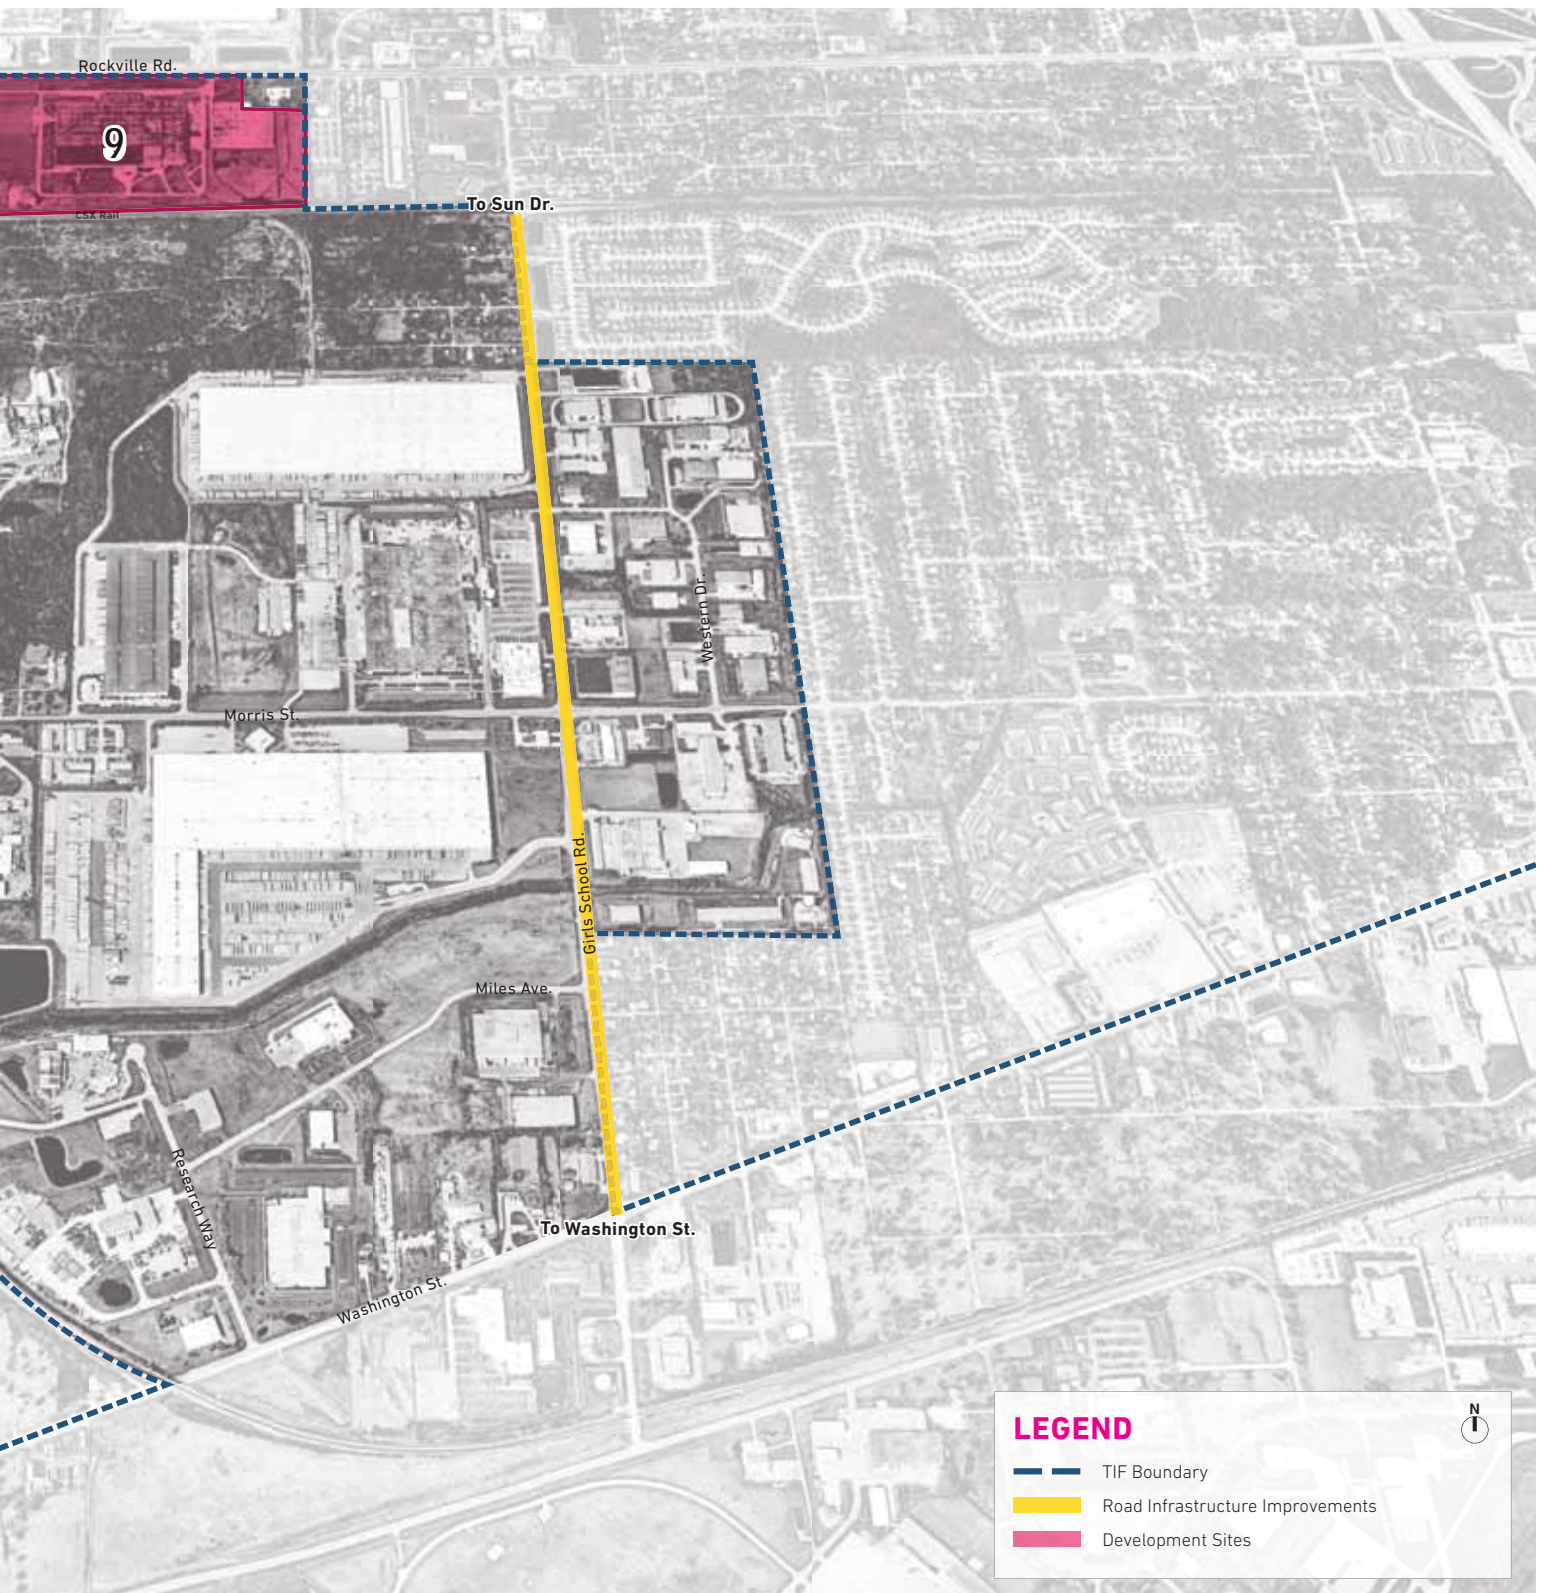 Rockville Rd.
9
CSX Rail
To Sun Dr.
Western Dr.
Morris St.
Girls School Rd.
Miles Ave.
Research Way
To Washington St.
Washington St.
LEGEND
N
TIF Boundary
Road Infrastructure Improvements
Development Sites